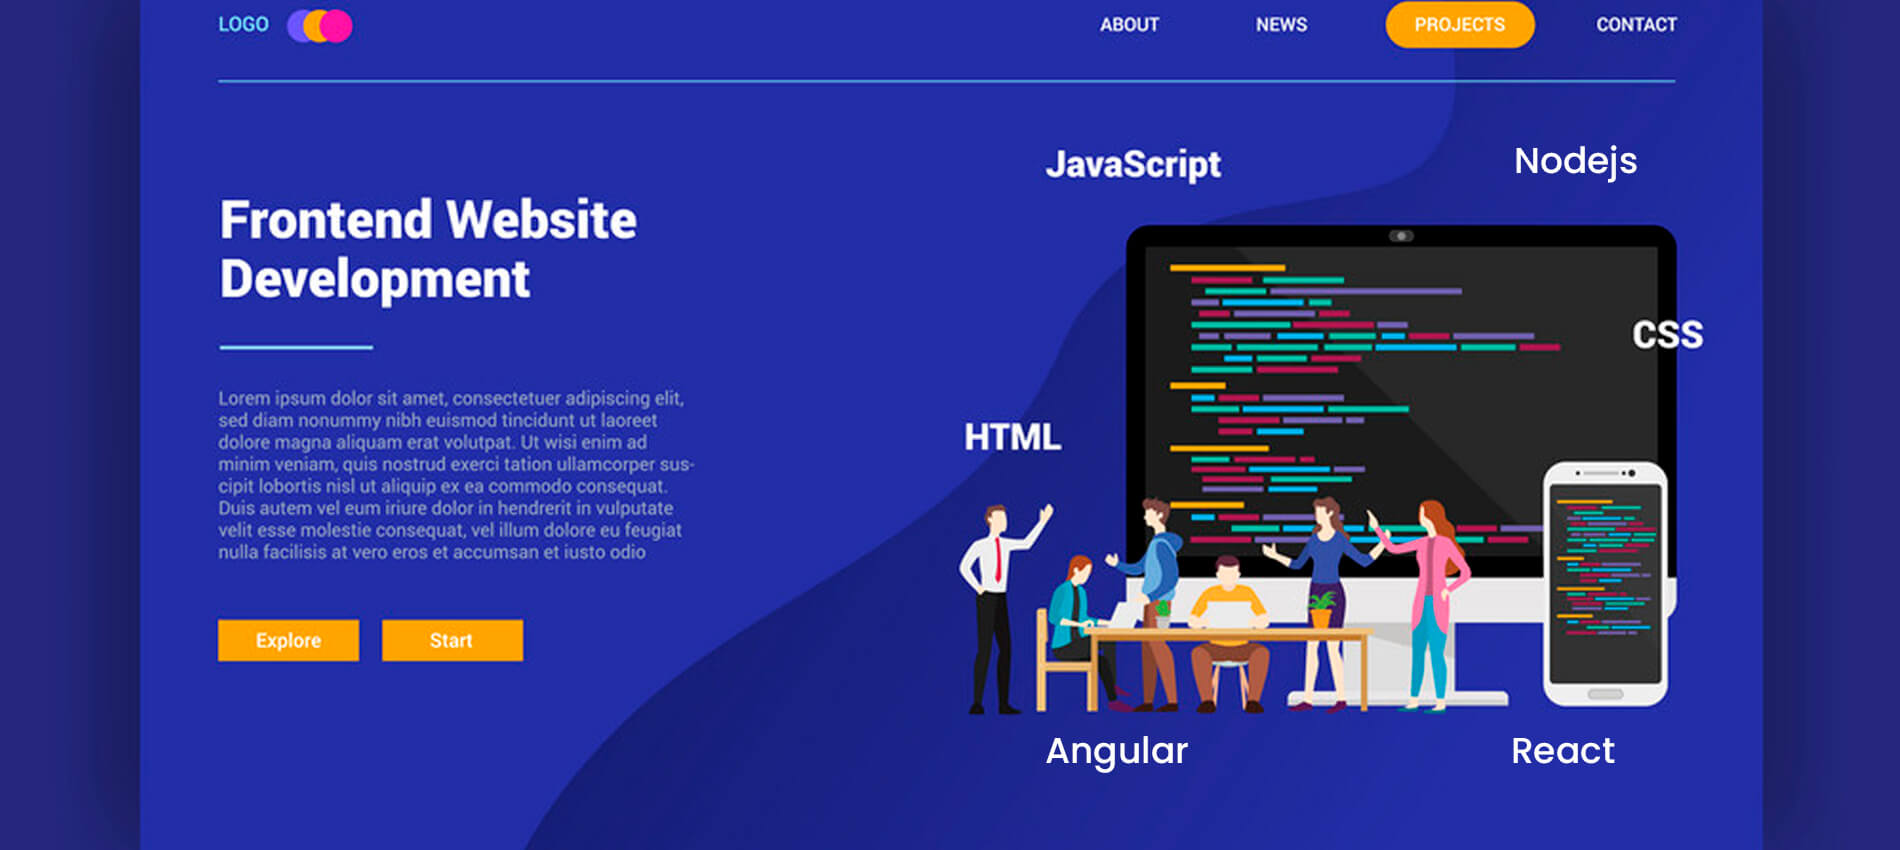 LOGO
ABOUT NEWS PROJECTS CONTACT
JavaScript
Nodejs
Frontend Website
Development
CSS
Lorem ipsum dolor sit amet, consectetuer adipiscing elit,
sed diam nonummy nibh euismod tincidunt ut laoreet
dolore magna aliquam erat volutpat. Ut wisi enim ad
minim veniam, quis nostrud exerci tation ullamcorper sus-
cipit lobortis nisl ut aliquip ex ea commodo consequat.
Duis autem vel eum iriure dolor in hendrerit in vulputate
velit esse molestie consequat, vel illum dolore eu feugiat
nulla facilisis at vero eros et accumsan et iusto odio
HTML
Explore
Start
Angular
React